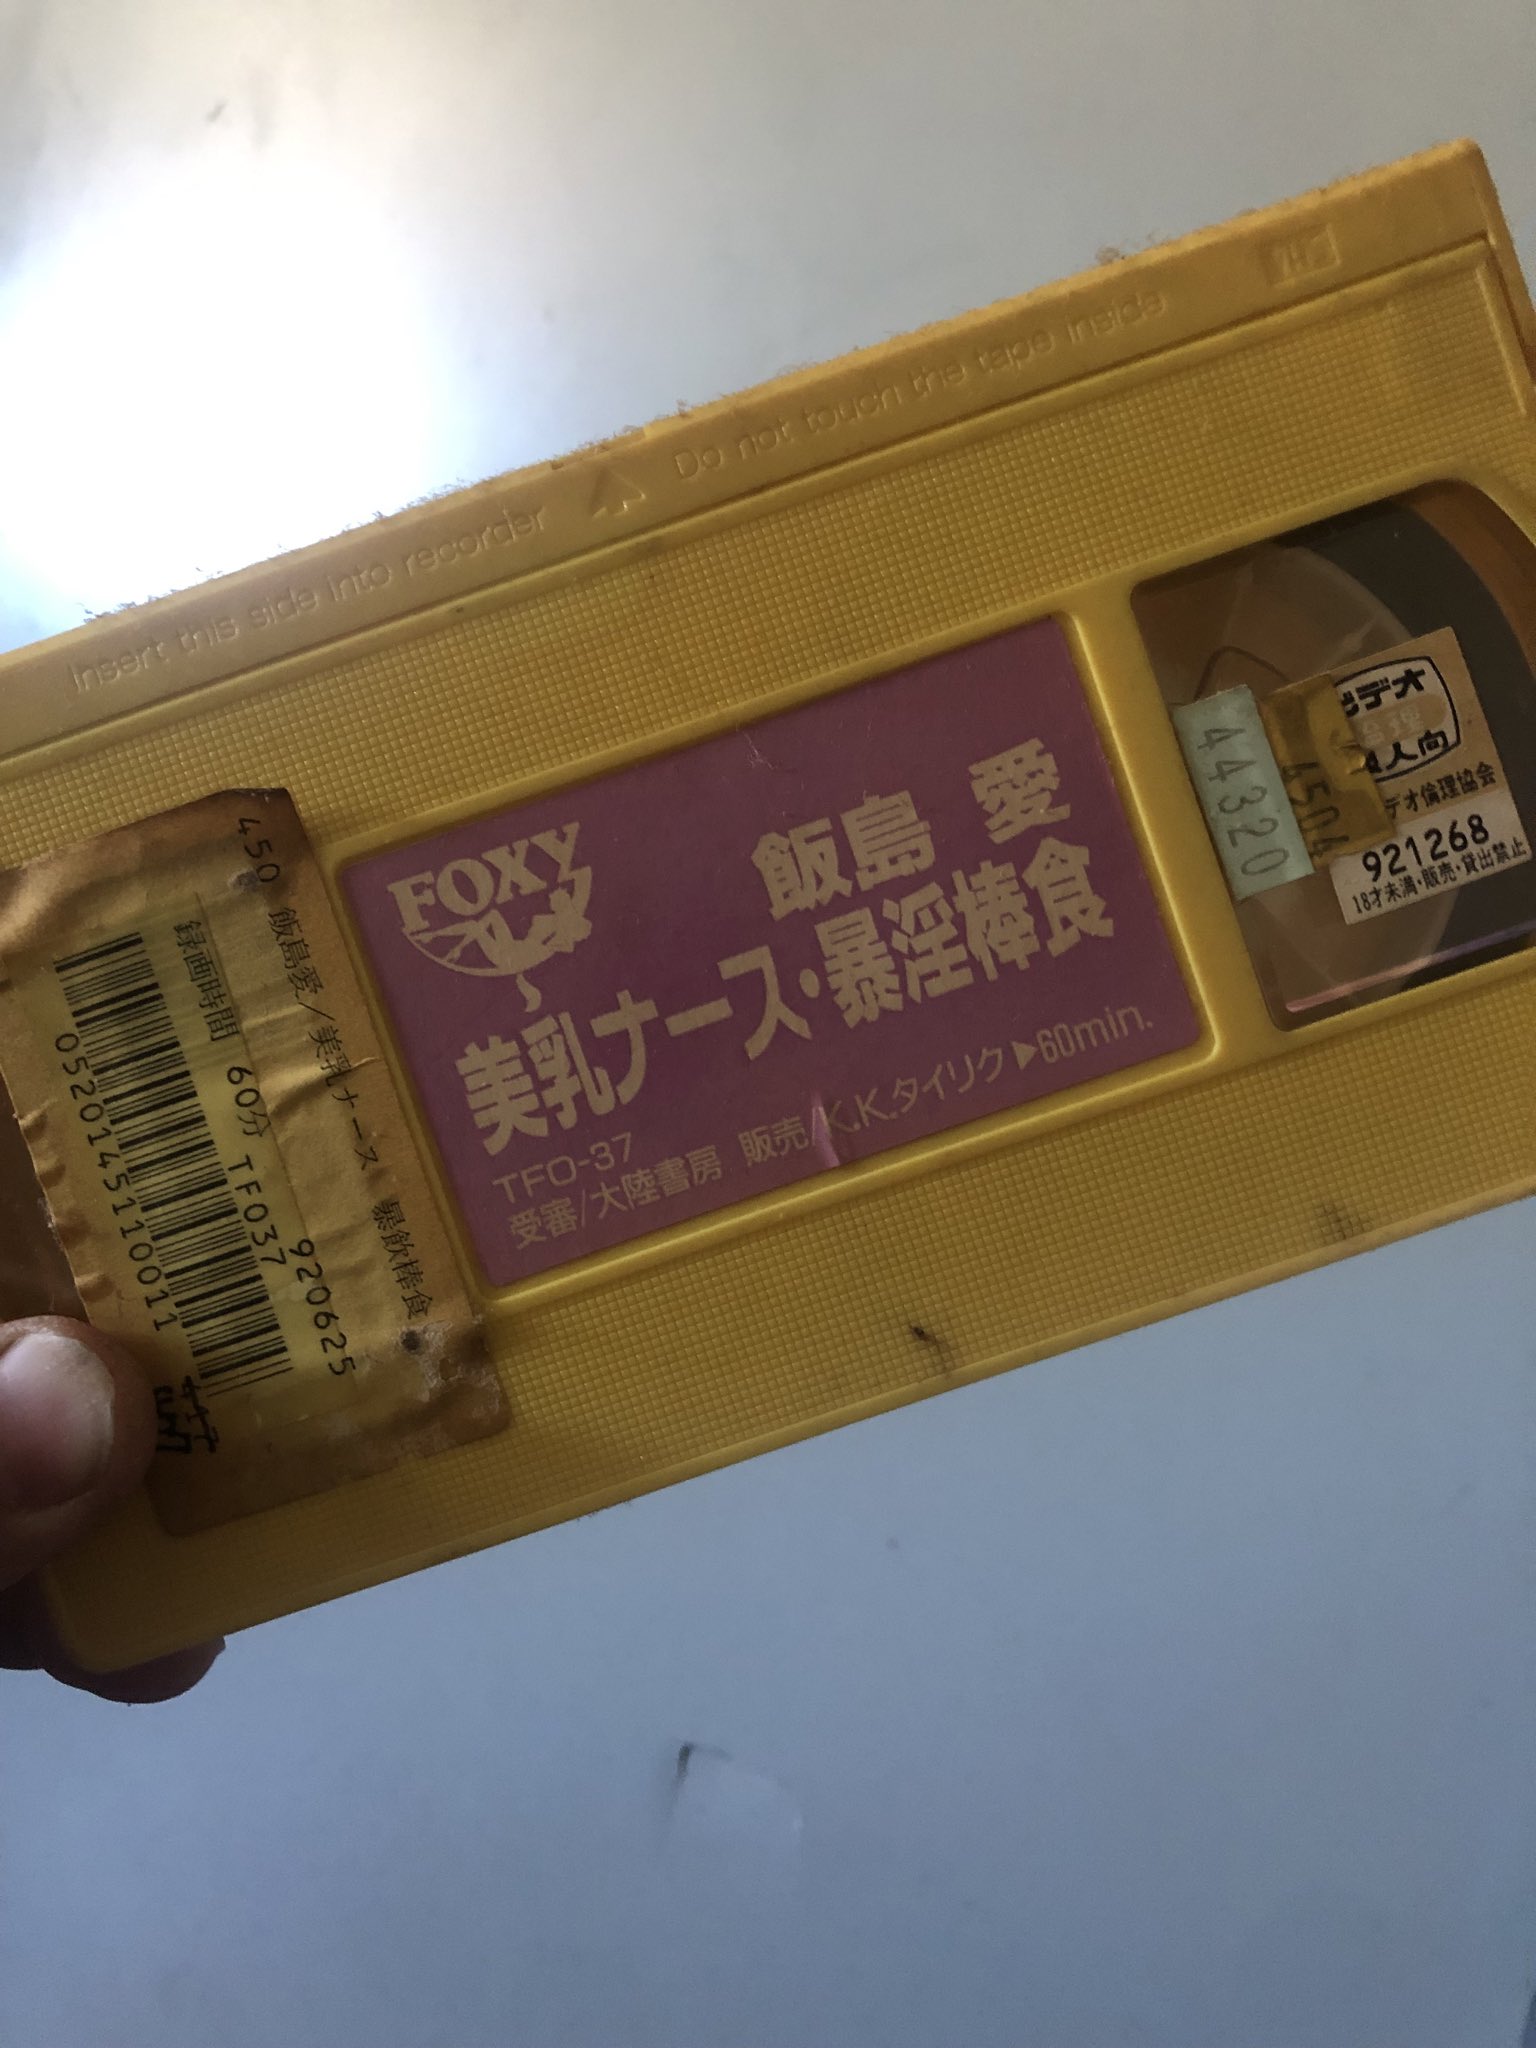 Insert this side into recorder
Do not touch the tape inside
VHS
450 飯島愛/美乳ナース 暴飲棒食
920625
録画時間 60分 TFO37
0520145110011
FOXY
飯島 愛
美乳ナース・暴淫棒食
TFO-37
受審/大陸書房 販売/K.K.タイリク▶60min.
44320
4504
ビデオ
人向
デオ倫理協会
921268
18才未満・販売・貸出禁止